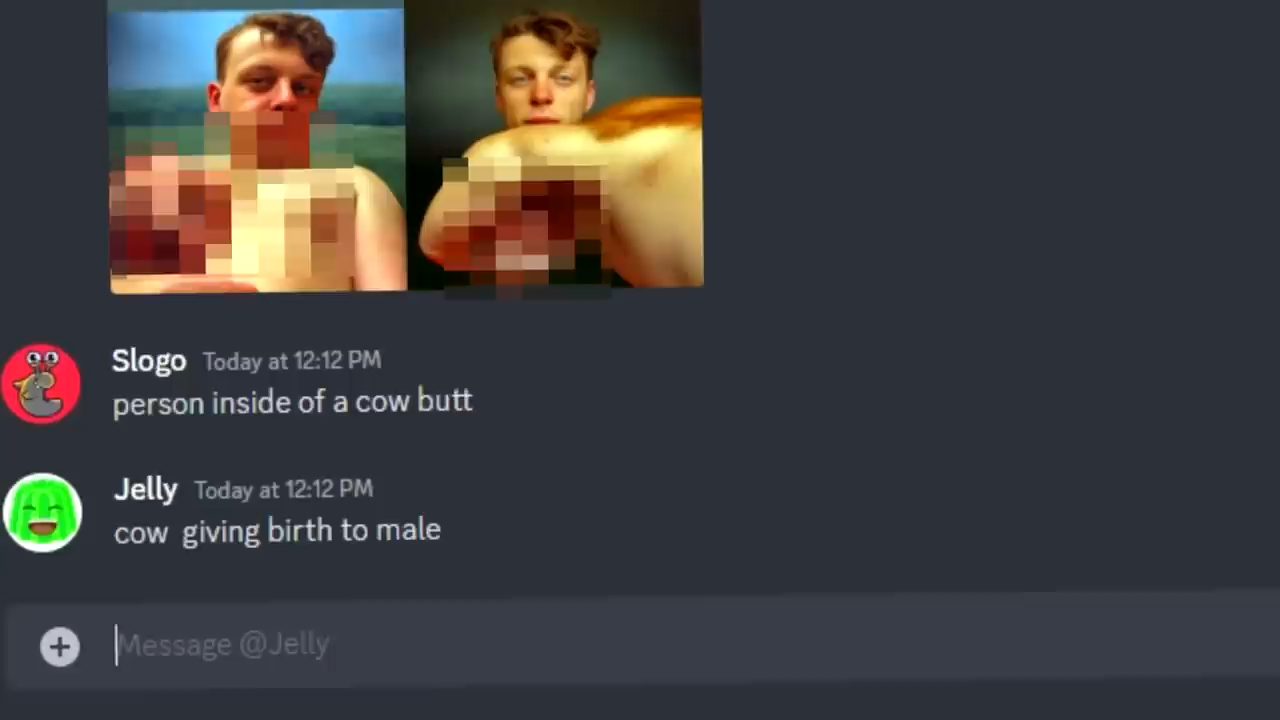 Slogo Today at 12:12 PM
person inside of a cow butt
Jelly Today at 12:12 PM
cow giving birth to male
Message @Jelly